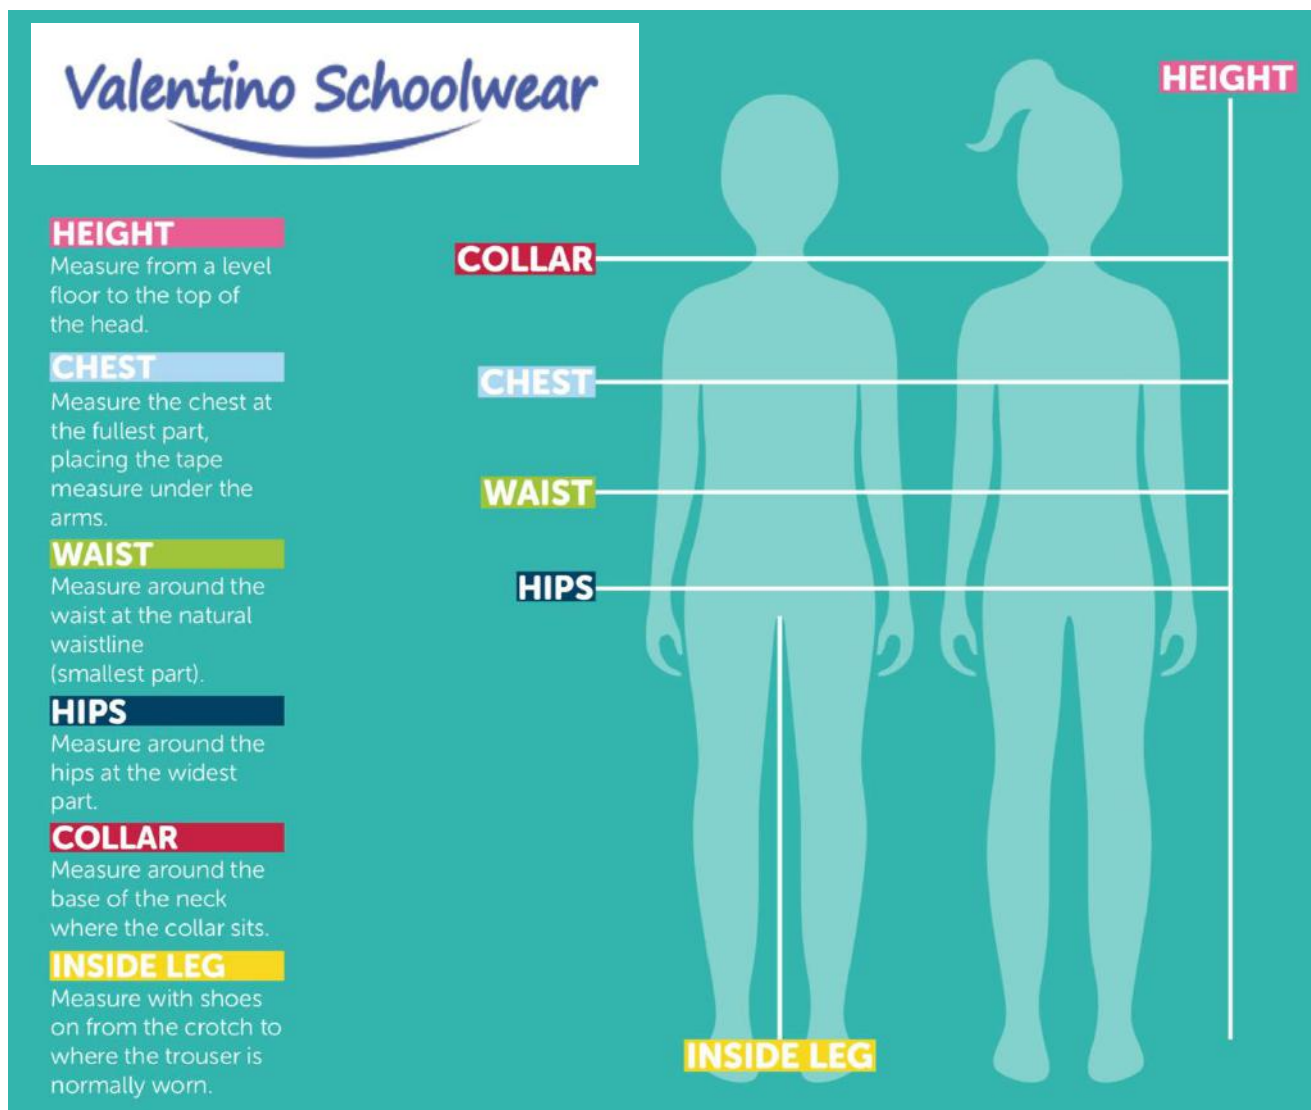 Valentino Schoolwear
HEIGHT
Measure from a level
floor to the top of
the head.
CHEST
Measure the chest at
the fullest part,
placing the tape
measure under the
arms.
WAIST
Measure around the
waist at the natural
waistline
(smallest part).
HIPS
Measure around the
hips at the widest
part.
COLLAR
Measure around the
base of the neck
where the collar sits.
INSIDE LEG
Measure with shoes
on from the crotch to
where the trouser is
normally worn.
HEIGHT
COLLAR
CHEST
WAIST
HIPS
INSIDE LEG